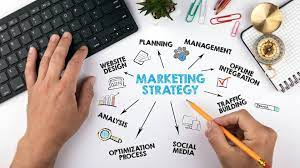 PLANNING
MANAGEMENT
WEBSITE
DESIGN
OFFLINE
INTEGRATION
MARKETING
STRATEGY
TRAFFIC
BUILDING
ANALYSIS
SOCIAL
MEDIA
OPTIMIZATION
PROCESS